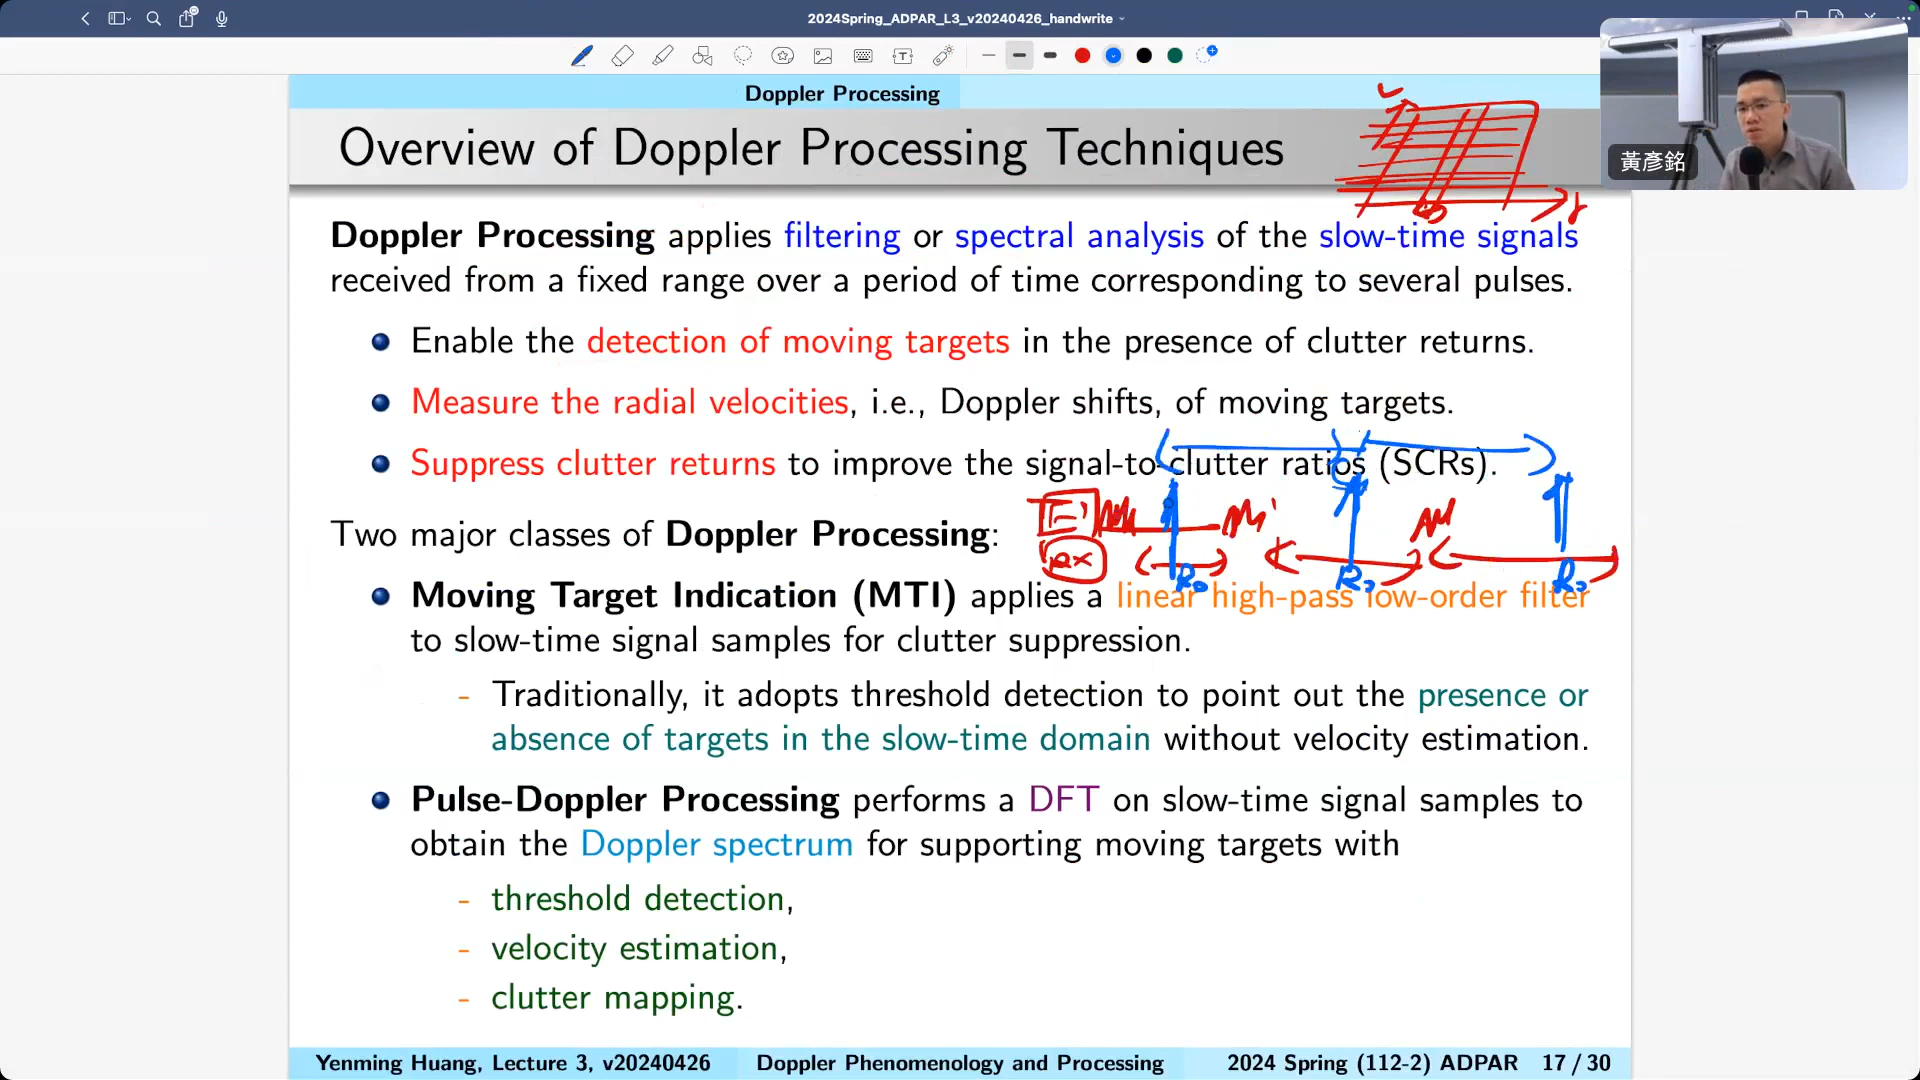 2024Spring_ADPAR_L3_v20240426_handwrite
Doppler Processing
Overview of Doppler Processing Techniques
黃彥銘
Doppler Processing applies filtering or spectral analysis of the slow-time signals
received from a fixed range over a period of time corresponding to several pulses.
Enable the detection of moving targets in the presence of clutter returns.
Measure the radial velocities, i.e., Doppler shifts, of moving targets.
Suppress clutter returns to improve the signal-to-clutter ratios (SCRs).
Two major classes of Doppler Processing:
Moving Target Indication (MTI) applies a linear high-pass low-order filter
to slow-time signal samples for clutter suppression.
- Traditionally, it adopts threshold detection to point out the presence or
absence of targets in the slow-time domain without velocity estimation.
Pulse-Doppler Processing performs a DFT on slow-time signal samples to
obtain the Doppler spectrum for supporting moving targets with
- threshold detection,
- velocity estimation,
- clutter mapping.
Yenming Huang, Lecture 3, v20240426 Doppler Phenomenology and Processing 2024 Spring (112-2) ADPAR 17 / 30